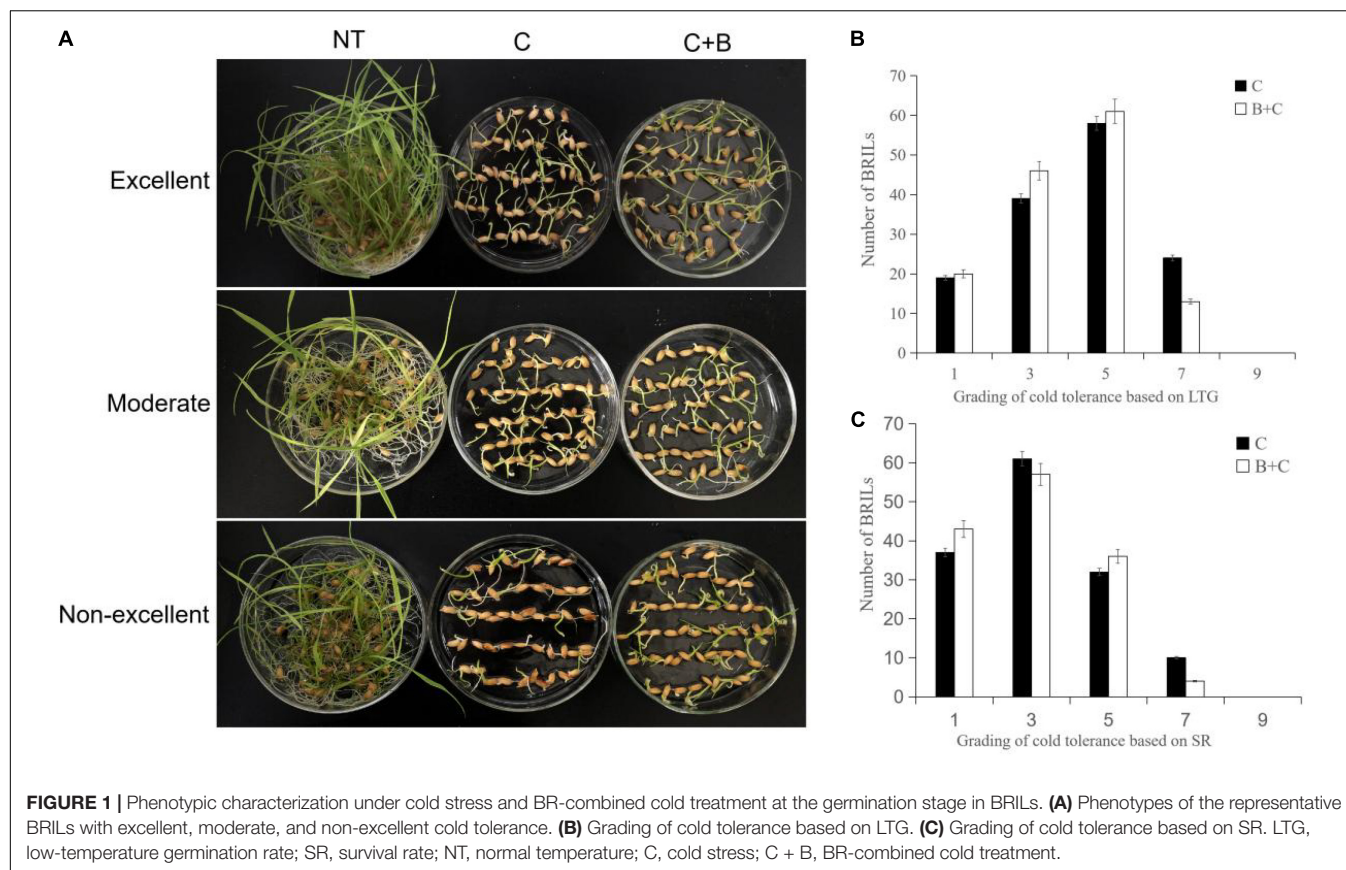 A
NT
C
C+B
Excellent
Moderate
Non-excellent
B
C
B+C
Number of BRILs
70
60
50
40
30
20
10
0
1
3
5
7
9
Grading of cold tolerance based on LTG
C
C
B+C
Number of BRILs
70
60
50
40
30
20
10
0
1
3
5
7
9
Grading of cold tolerance based on SR
FIGURE 1 | Phenotypic characterization under cold stress and BR-combined cold treatment at the germination stage in BRILs. (A) Phenotypes of the representative
BRILs with excellent, moderate, and non-excellent cold tolerance. (B) Grading of cold tolerance based on LTG. (C) Grading of cold tolerance based on SR. LTG,
low-temperature germination rate; SR, survival rate; NT, normal temperature; C, cold stress; C + B, BR-combined cold treatment.